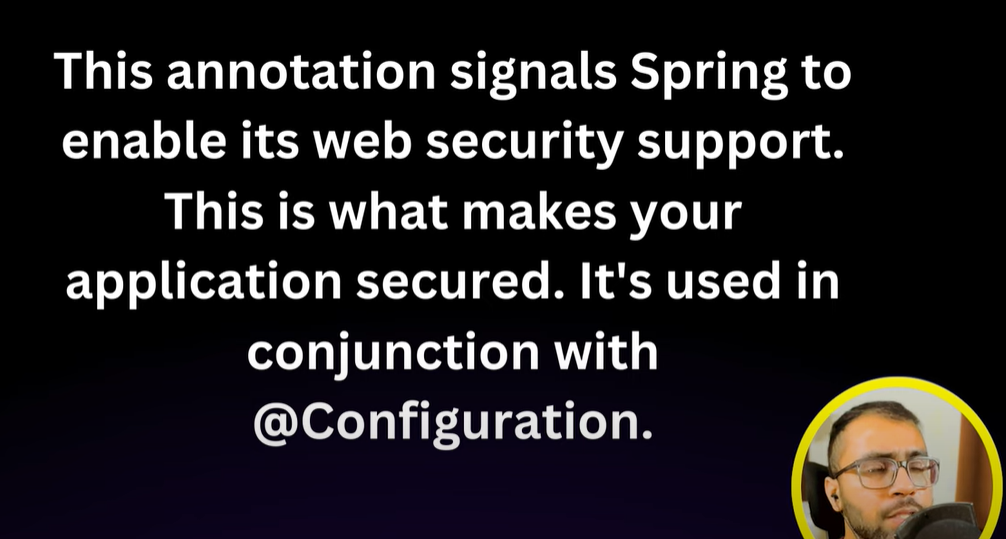 This annotation signals Spring to
enable its web security support.
This is what makes your
application secured. It's used in
conjunction with
@Configuration.